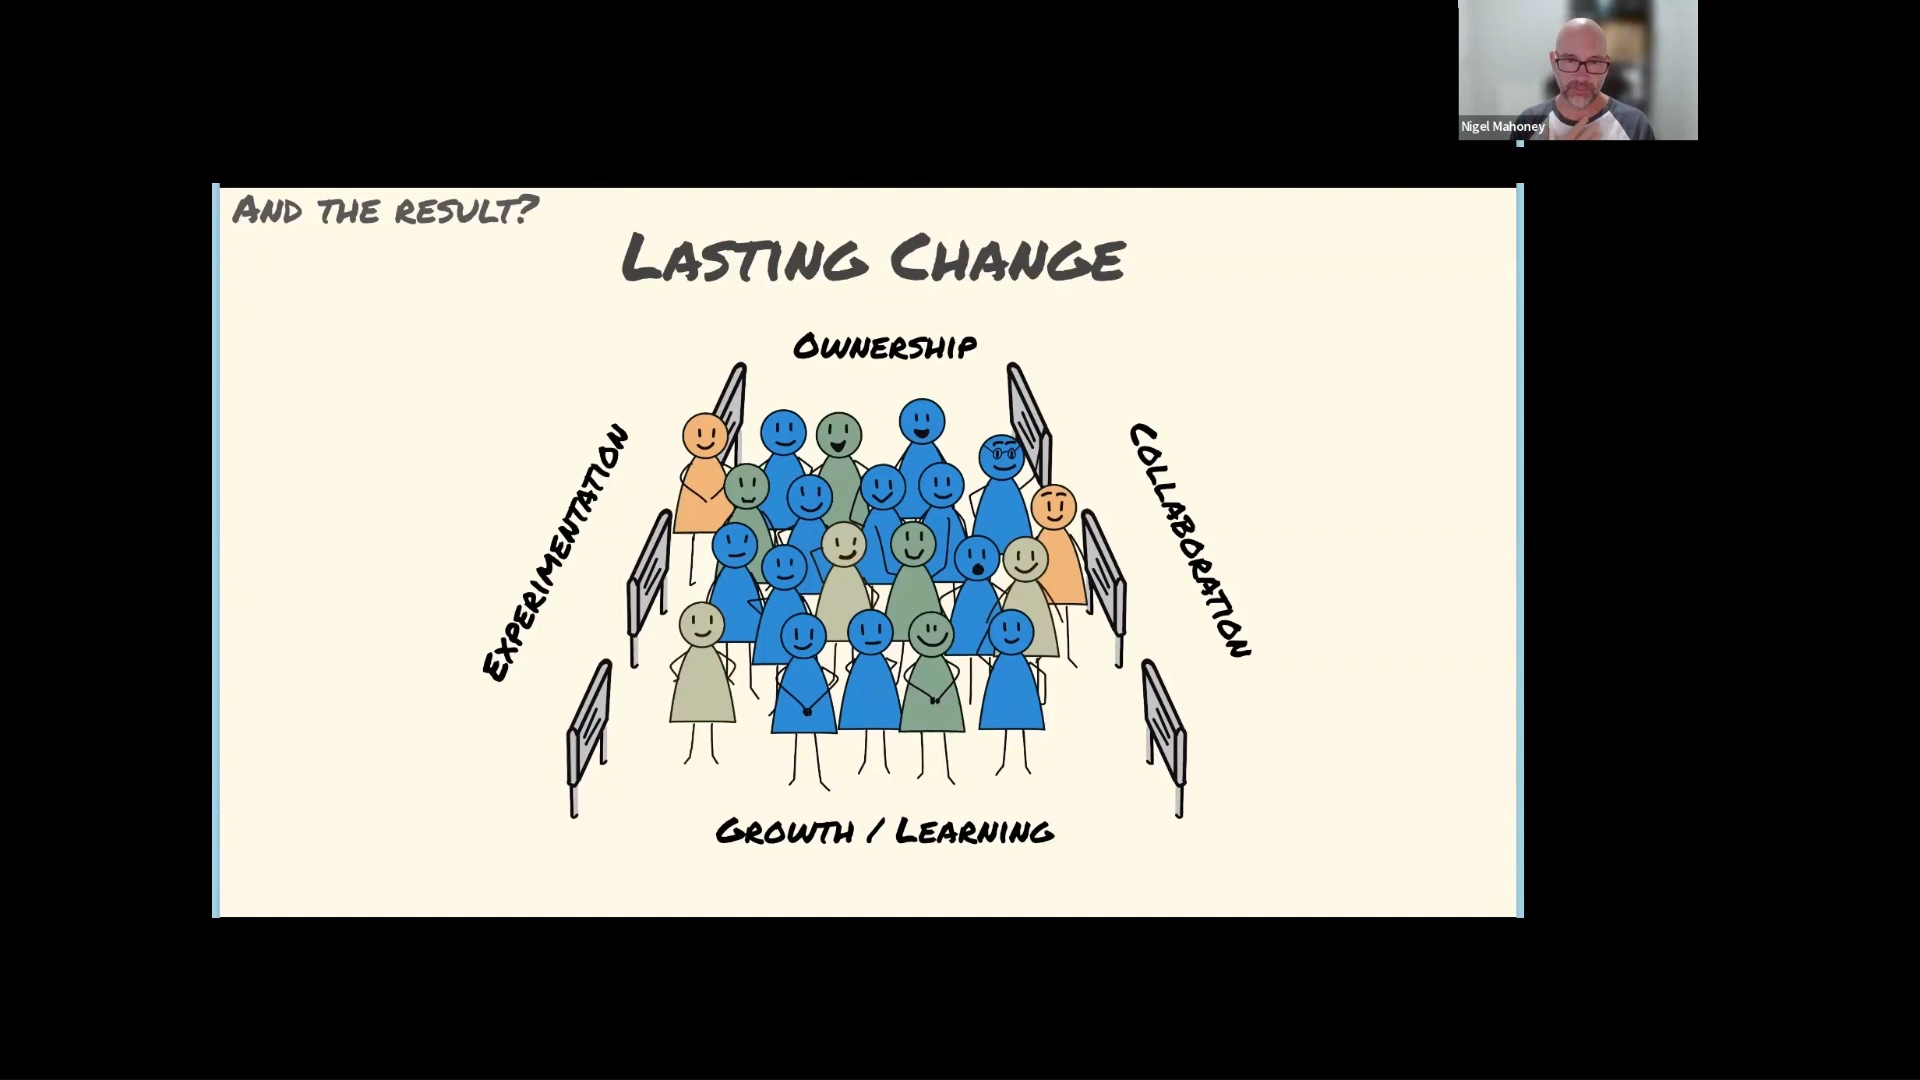 Nigel Mahoney
And the result?
Lasting Change
Ownership
Experimentation
Collaboration
Growth / Learning